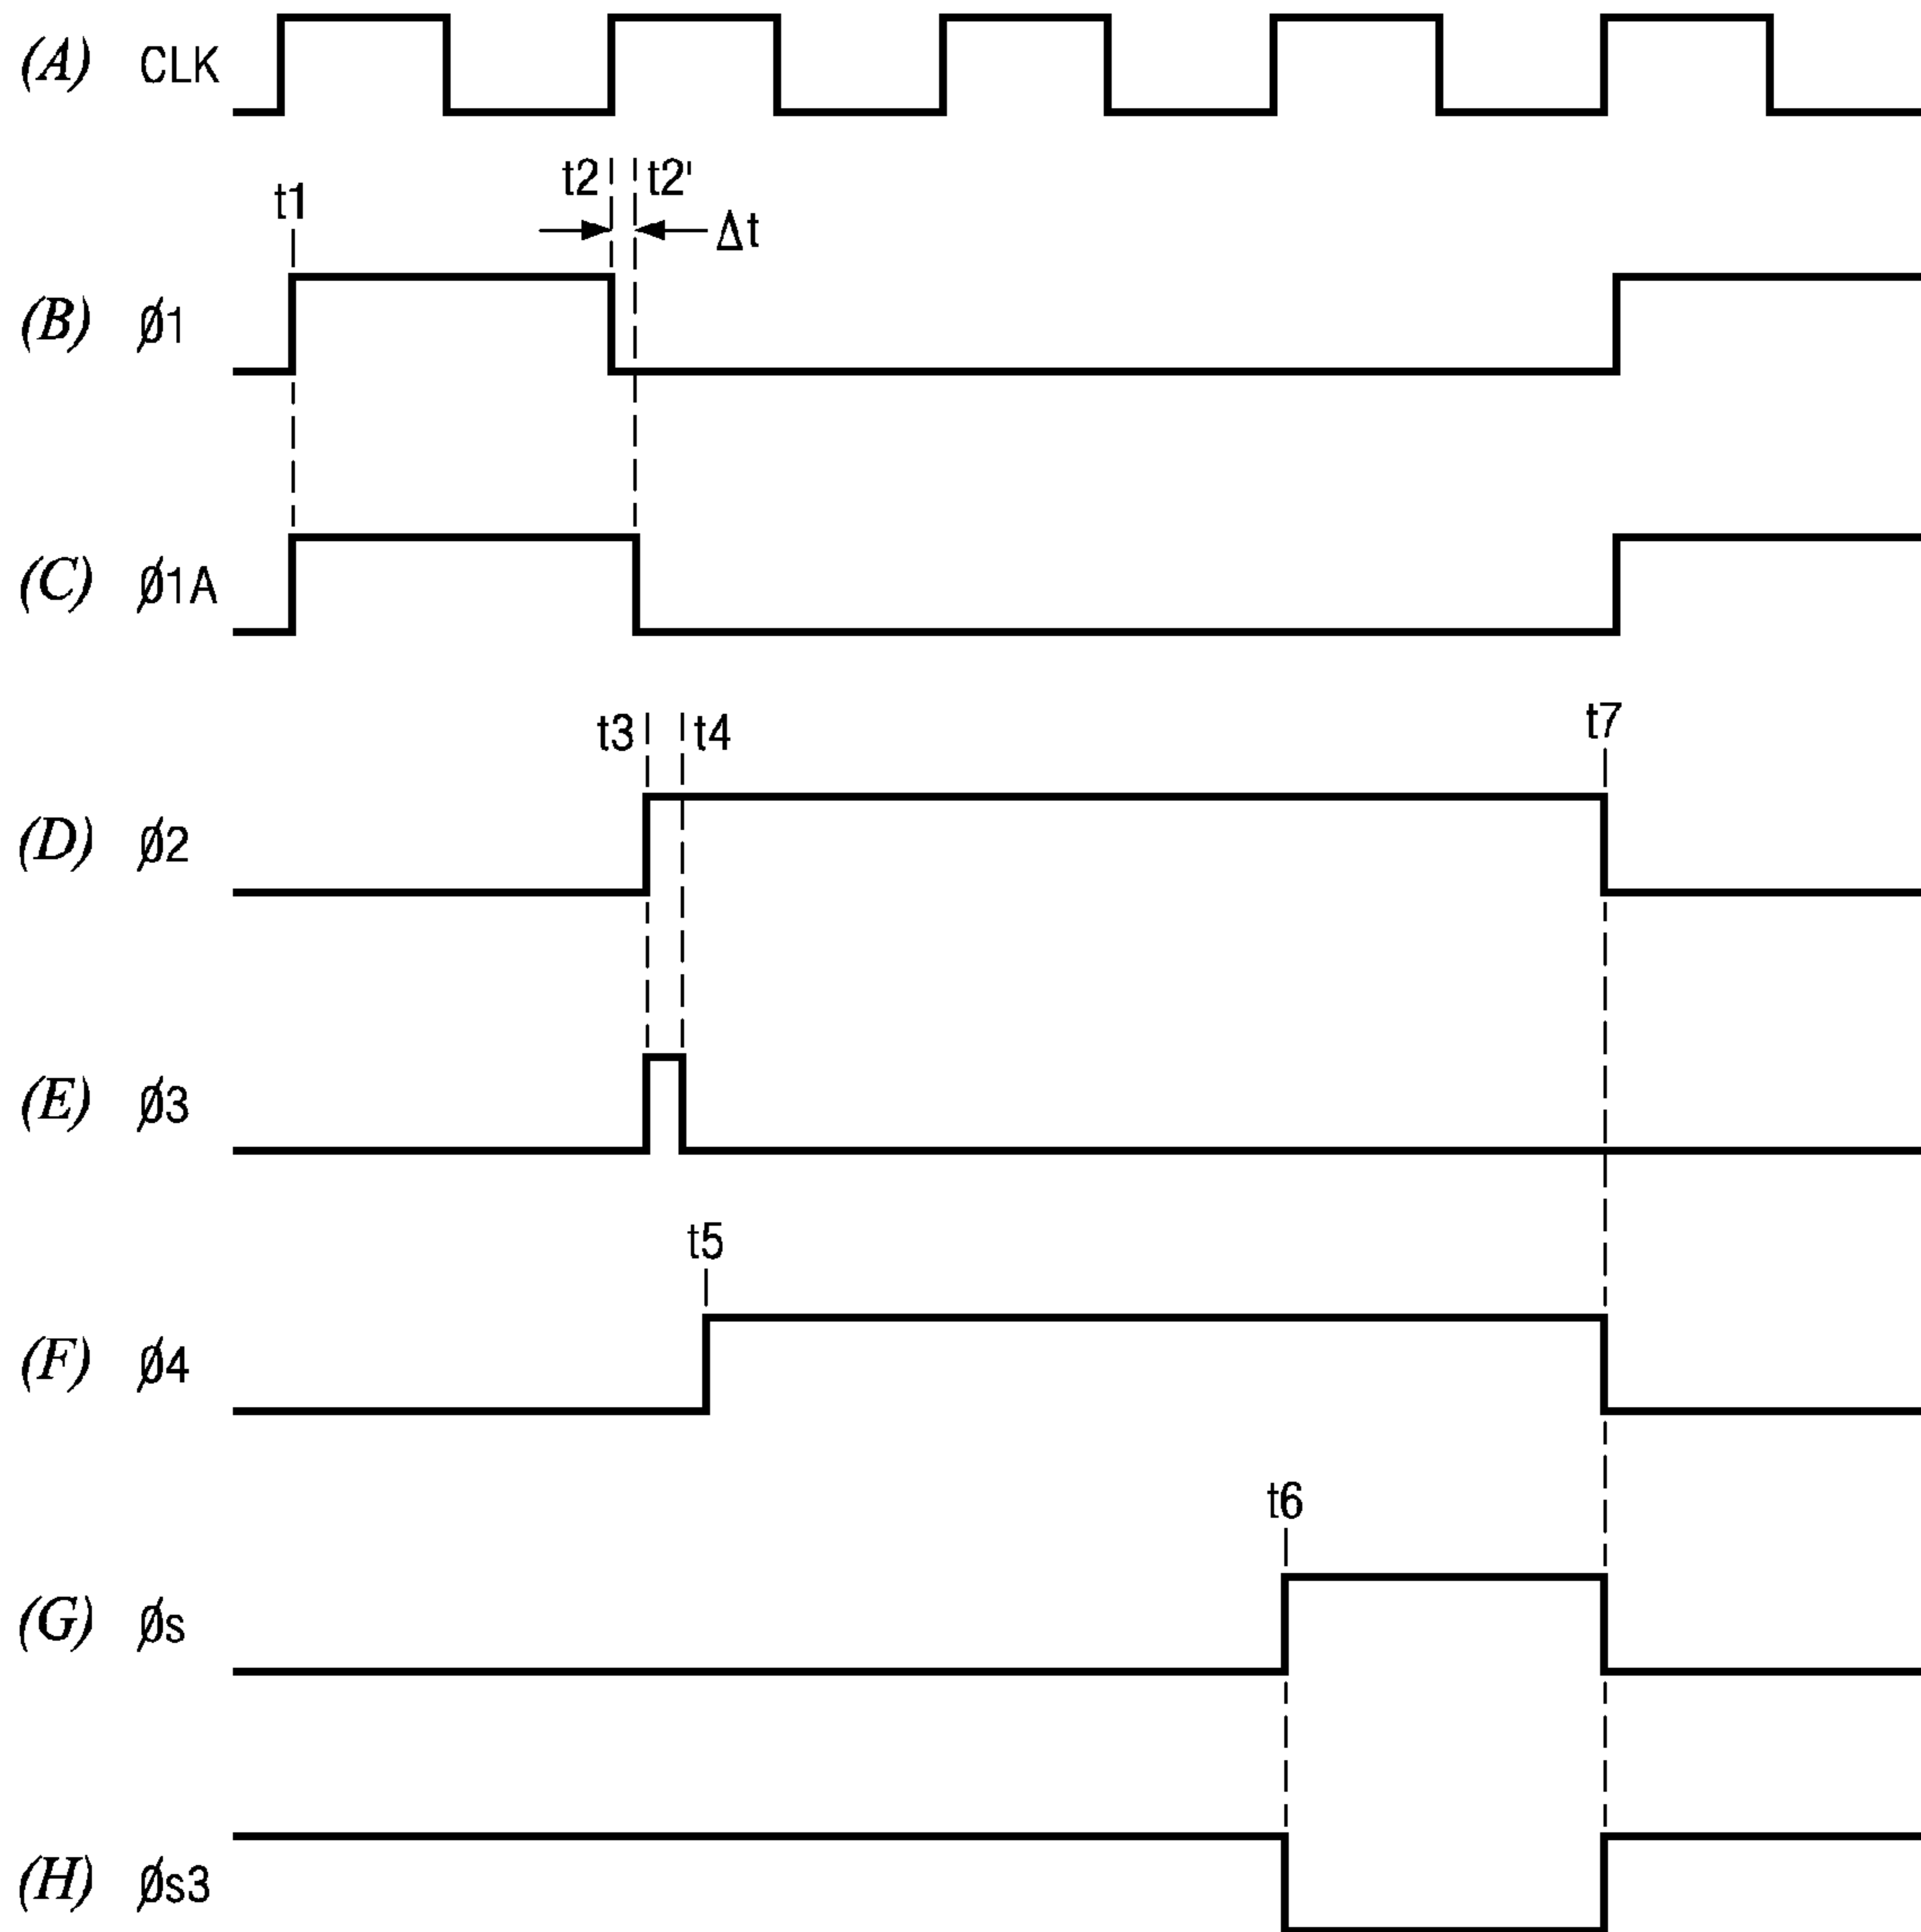 (A) CLK
t1 t2 t2' Δt
(B) ø1
(C) ø1A
t3 t4 t7
(D) ø2
(E) ø3
t5
(F) ø4
t6
(G) øs
(H) øs3